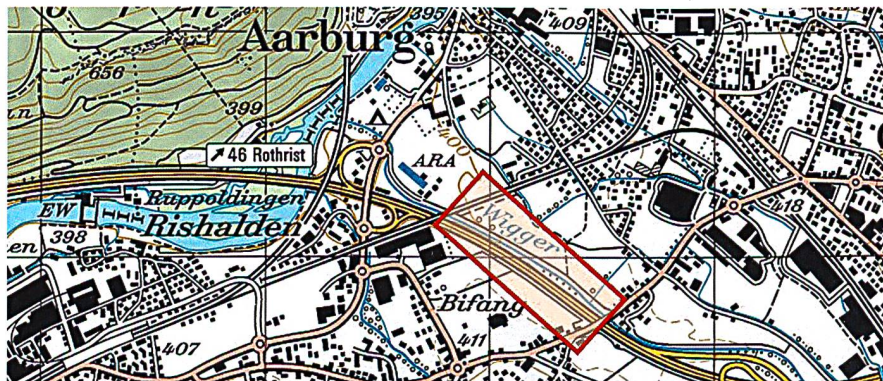 395
409
Aarburg
656
399
46 Rothrist
400
ARA
Ruppoldingen
EW
Rishalden
Wigger
418
398
Bifang
407
411